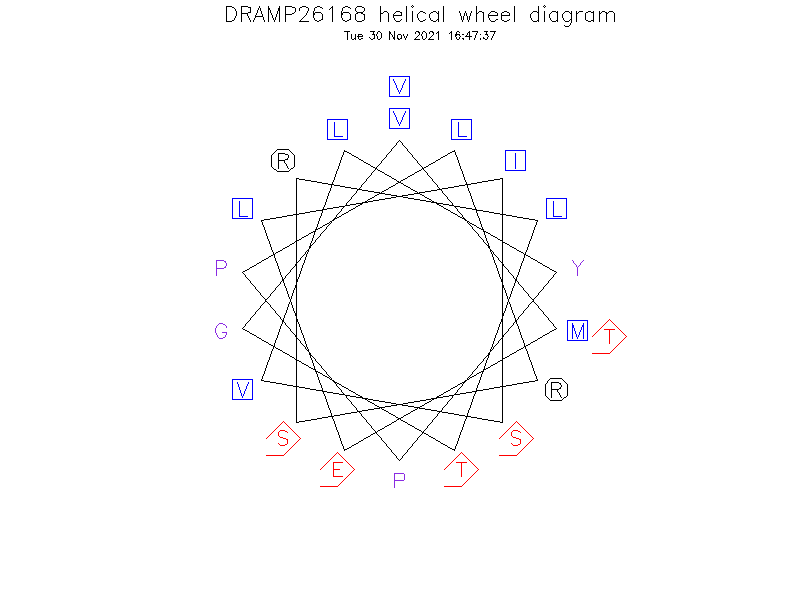 DRAMP26168 helical wheel diagram
Tue 30 Nov 2021 16:47:37
V
V
L L
R I
L L
P Y
G M T
V R
S S
E T
P